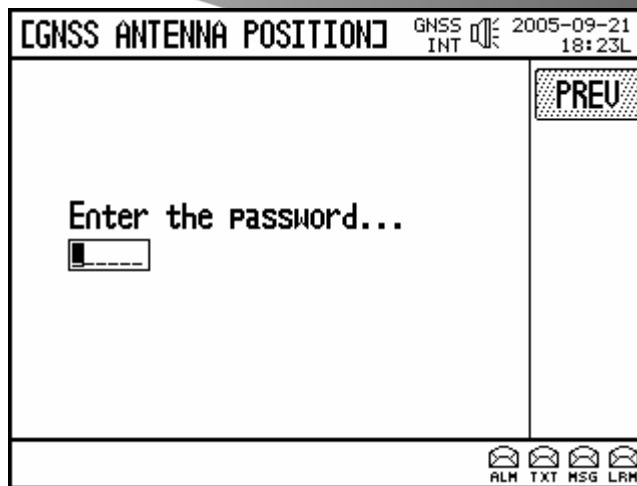 [GNSS ANTENNA POSITION]
GNSS
INT
2005-09-21
18:23L
PREV
Enter the password...
ALM TXT MSG LRM